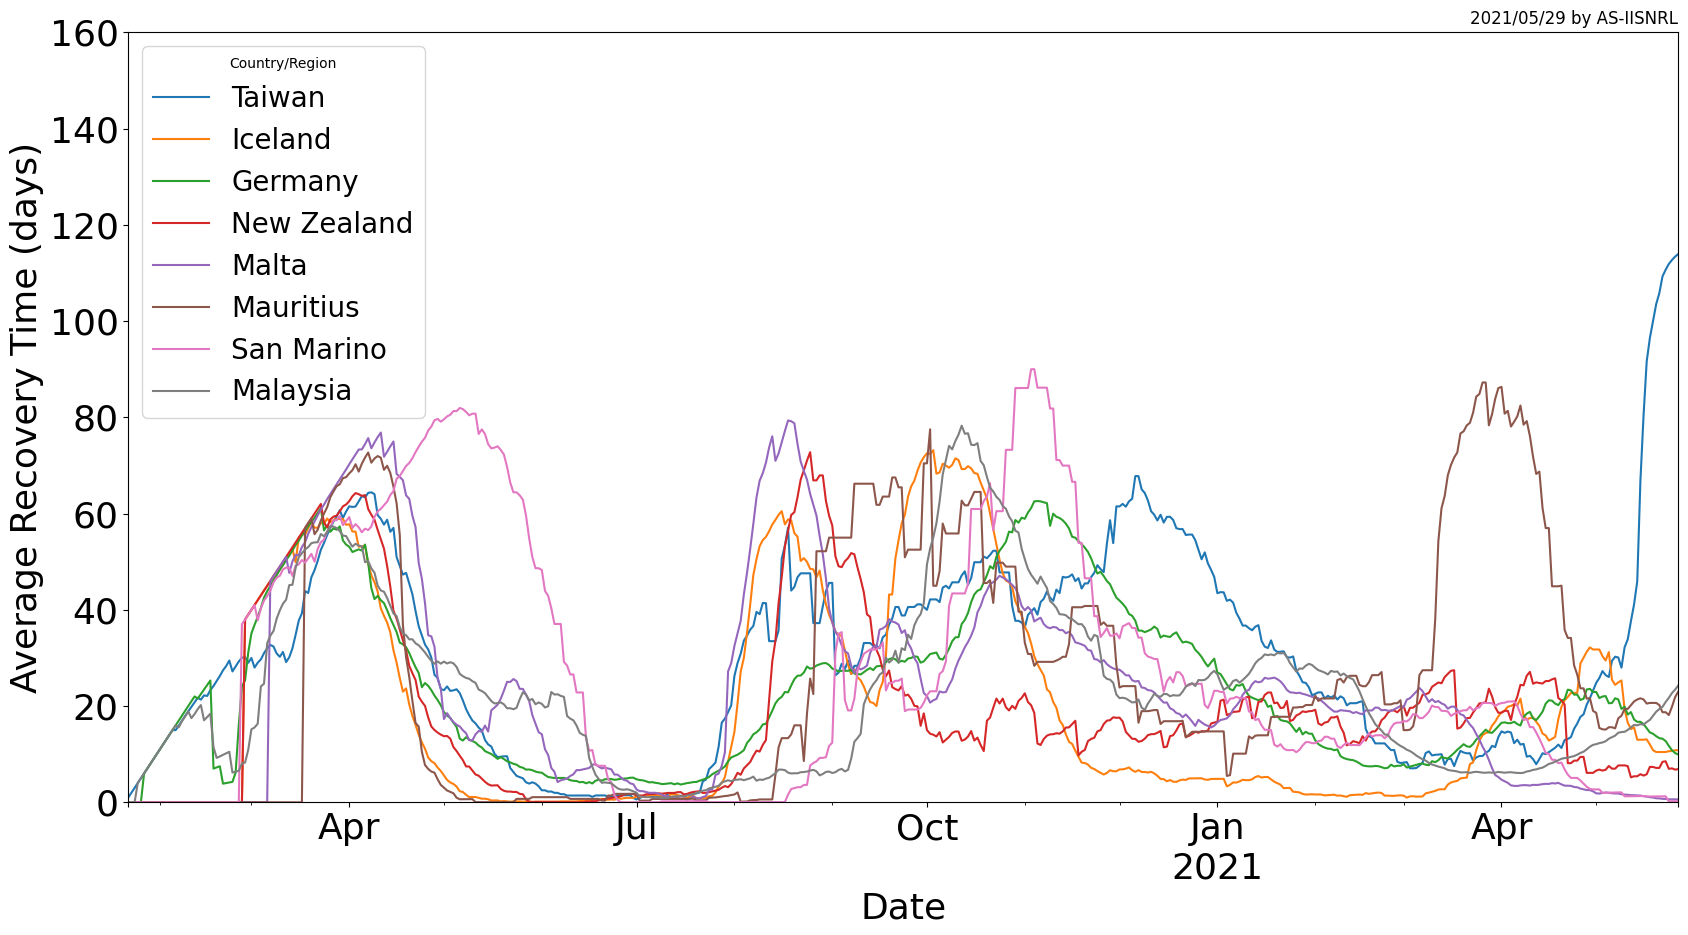 2021/05/29 by AS-IISNRL
Average Recovery Time (days)
160
140
120
100
80
60
40
20
0
Country/Region
Taiwan
Iceland
Germany
New Zealand
Malta
Mauritius
San Marino
Malaysia
Apr
Jul
Oct
Jan
2021
Apr
Date